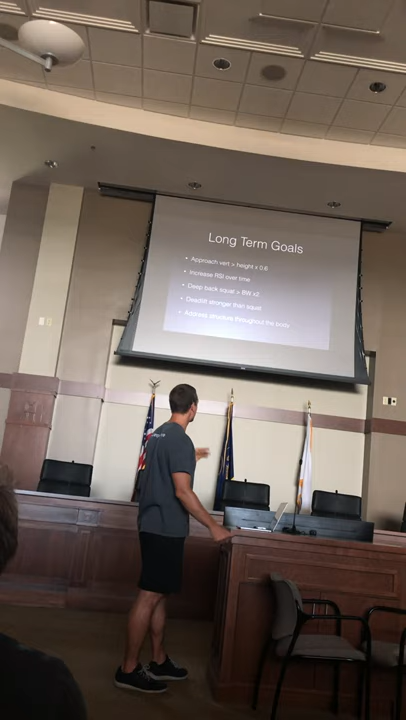 Long Term Goals
• Approach vert > height x 0.6
• Increase RSI over time
• Deep back squat > BW x2
• Deadlift stronger than squat
• Address structure throughout the body